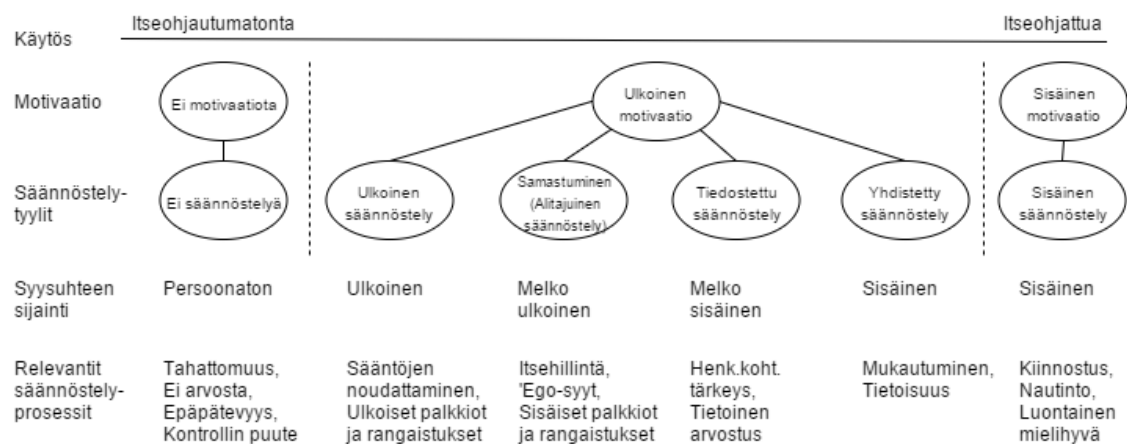 Käytös
Itseohjautumatonta
Itseohjattua
Motivaatio
Ei motivaatiota
Ulkoinen
motivaatio
Sisäinen
motivaatio
Säännöstely-
tyylit
Ei säännöstelyä
Ulkoinen
säännöstely
Samastuminen
(Alitajuinen
säännöstely)
Tiedostettu
säännöstely
Yhdistetty
säännöstely
Sisäinen
säännöstely
Syysuhteen
sijainti
Persoonaton
Ulkoinen
Melko
ulkoinen
Melko
sisäinen
Sisäinen
Sisäinen
Relevantit
säännöstely-
prosessit
Tahattomuus,
Ei arvosta,
Epäpätevyys,
Kontrollin puute
Sääntöjen
noudattaminen,
Ulkoiset palkkiot
ja rangaistukset
Itsehillintä,
'Ego-syyt,
Sisäiset palkkiot
ja rangaistukset
Henk.koht.
tärkeys,
Tietoinen
arvostus
Mukautuminen,
Tietoisuus
Kiinnostus,
Nautinto,
Luontainen
mielihyvä